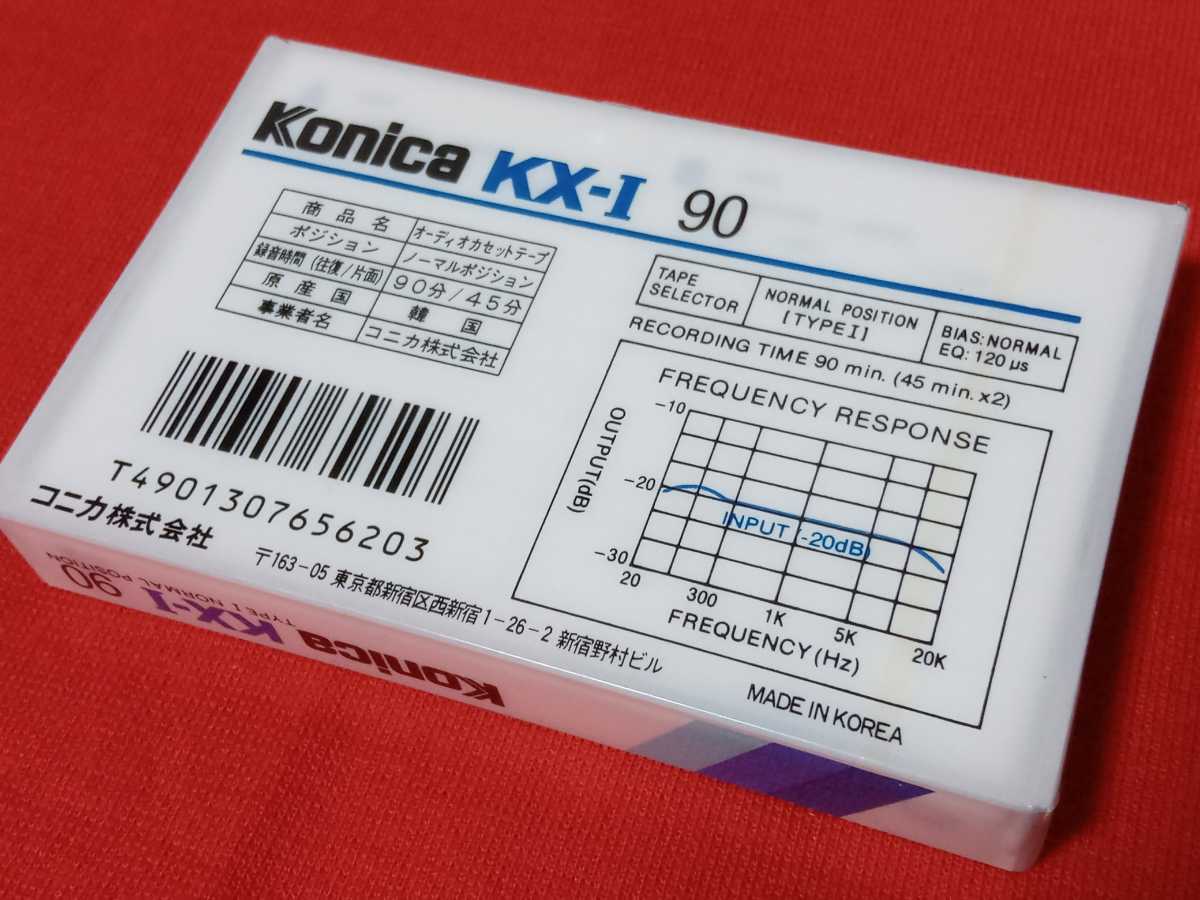 Konica KX-I 90
商品名 オーディオカセットテープ
ポジション ノーマルポジション
録音時間(往復/片面) 90分/45分
原産国 韓国
事業者名 コニカ株式会社
T4901307656203
コニカ株式会社
〒163-05 東京都新宿区西新宿1-26-2 新宿野村ビル
TAPE
SELECTOR
NORMAL POSITION
[TYPE I]
BIAS: NORMAL
EQ: 120 μs
RECORDING TIME 90 min. (45 min. x2)
FREQUENCY RESPONSE
OUTPUT(dB)
-10
-20
-30
INPUT (-20dB)
20 300 1K 5K 20K
FREQUENCY(Hz)
MADE IN KOREA
Konica KX-I 90
TYPE I NORMAL POSITION